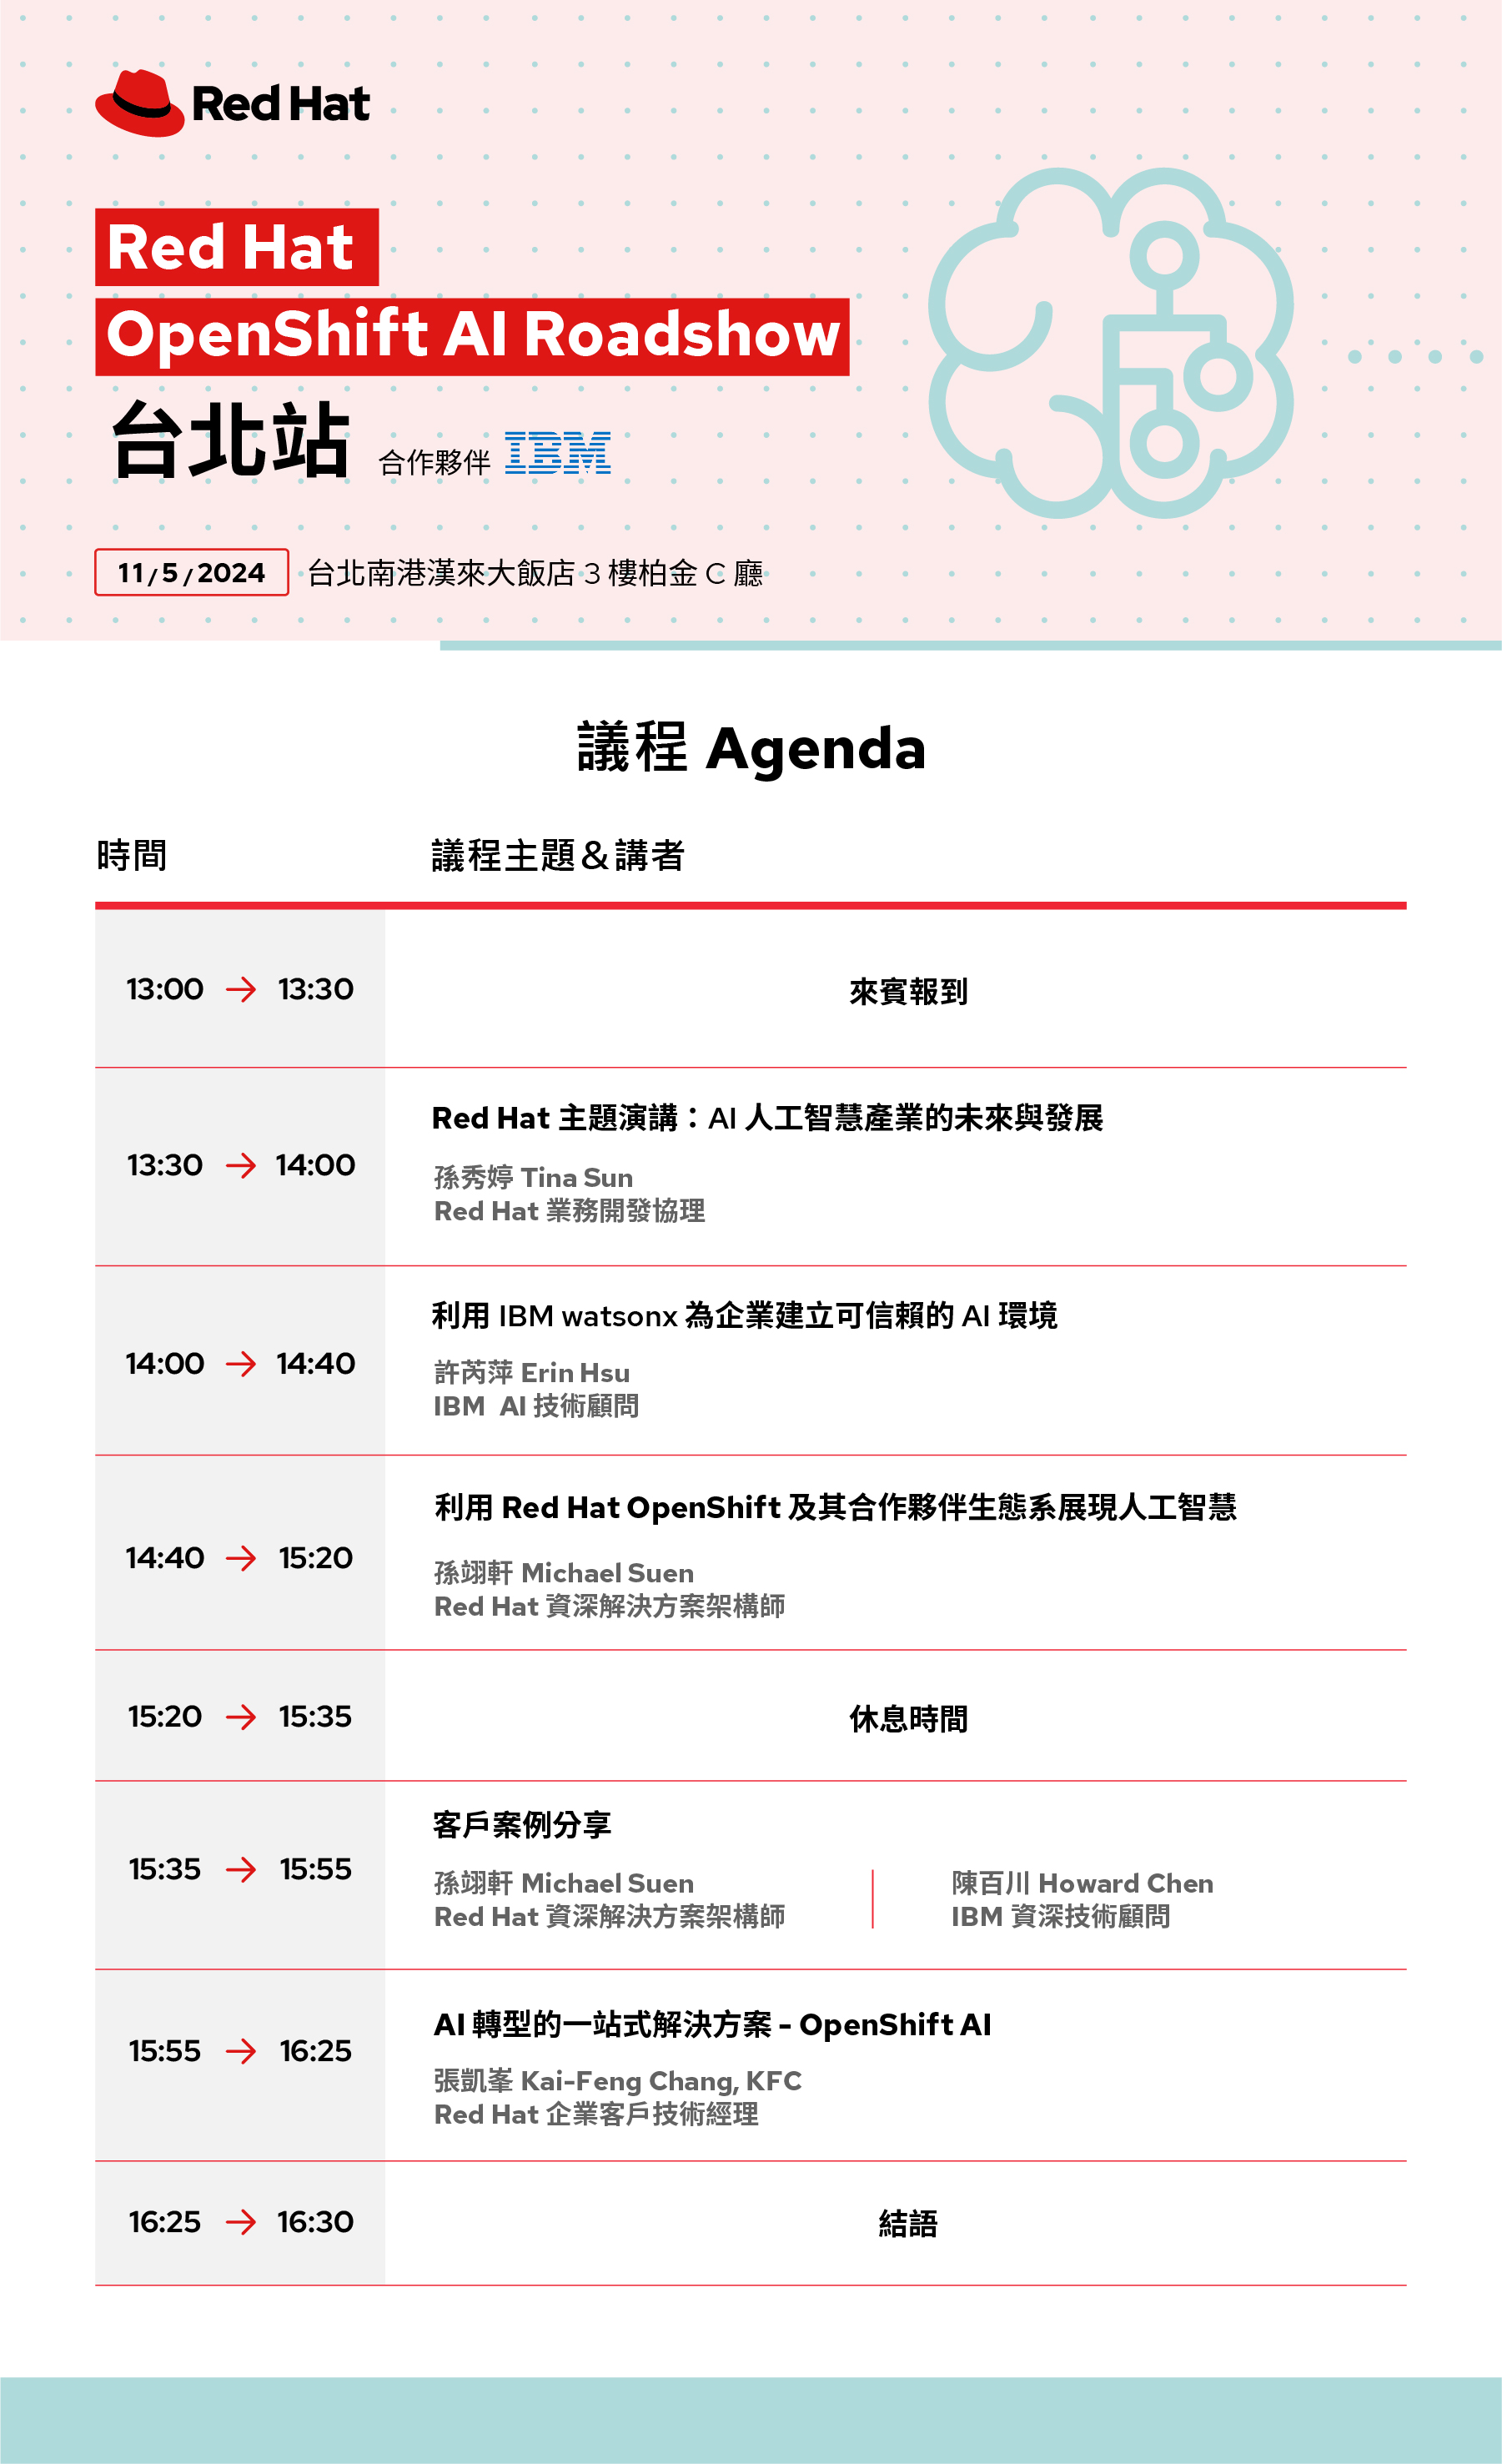 Red Hat
Red Hat
OpenShift AI Roadshow
台北站 合作夥伴 IBM
11/5/2024 台北南港漢來大飯店 3 樓柏金 C 廳
議程 Agenda
時間 議程主題＆講者
13:00 → 13:30 來賓報到
Red Hat 主題演講：AI 人工智慧產業的未來與發展
13:30 → 14:00
孫秀婷 Tina Sun
Red Hat 業務開發協理
利用 IBM watsonx 為企業建立可信賴的 AI 環境
14:00 → 14:40
許芮萍 Erin Hsu
IBM AI 技術顧問
利用 Red Hat OpenShift 及其合作夥伴生態系展現人工智慧
14:40 → 15:20
孫翊軒 Michael Suen
Red Hat 資深解決方案架構師
15:20 → 15:35 休息時間
客戶案例分享
15:35 → 15:55
孫翊軒 Michael Suen 陳百川 Howard Chen
Red Hat 資深解決方案架構師 IBM 資深技術顧問
AI 轉型的一站式解決方案 - OpenShift AI
15:55 → 16:25
張凱峯 Kai-Feng Chang, KFC
Red Hat 企業客戶技術經理
16:25 → 16:30 結語